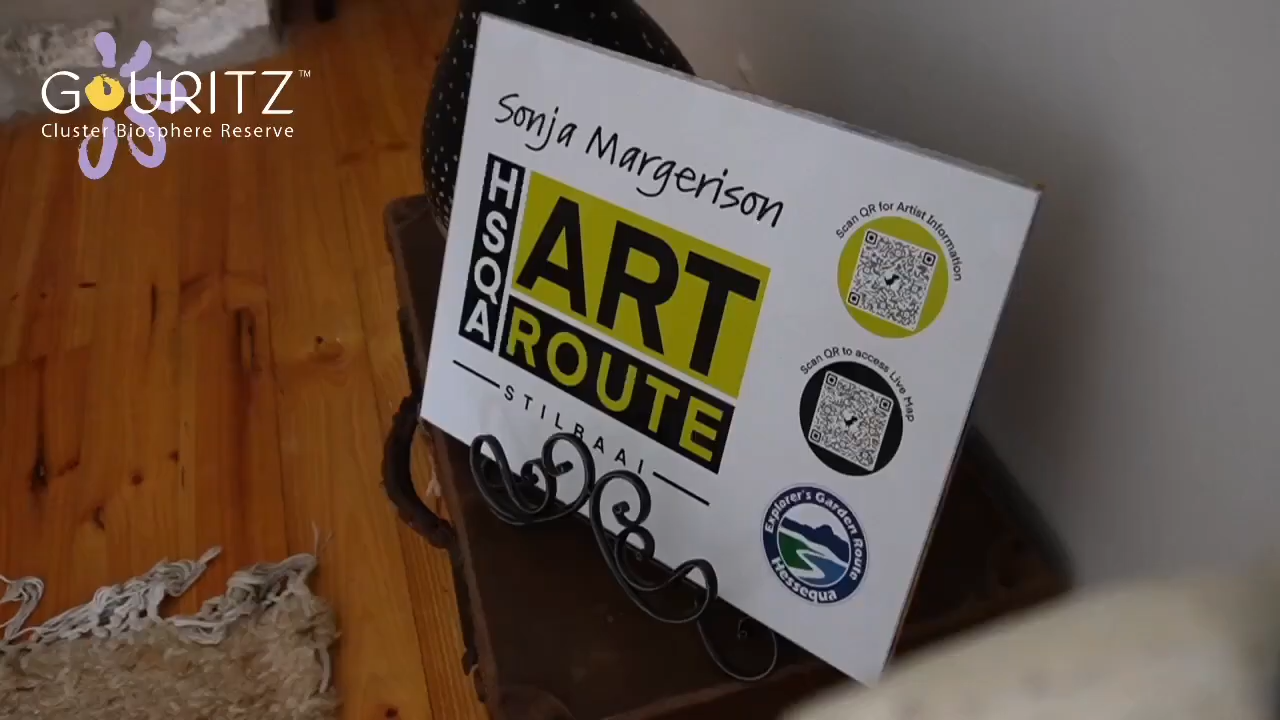 GOURITZ™
Cluster Biosphere Reserve
Sonja Margerison
HSQA
ART
ROUTE
STILBAAI
Scan QR for Artist Information
Scan QR to access Live Map
Explorer's Garden Route
Hessequa